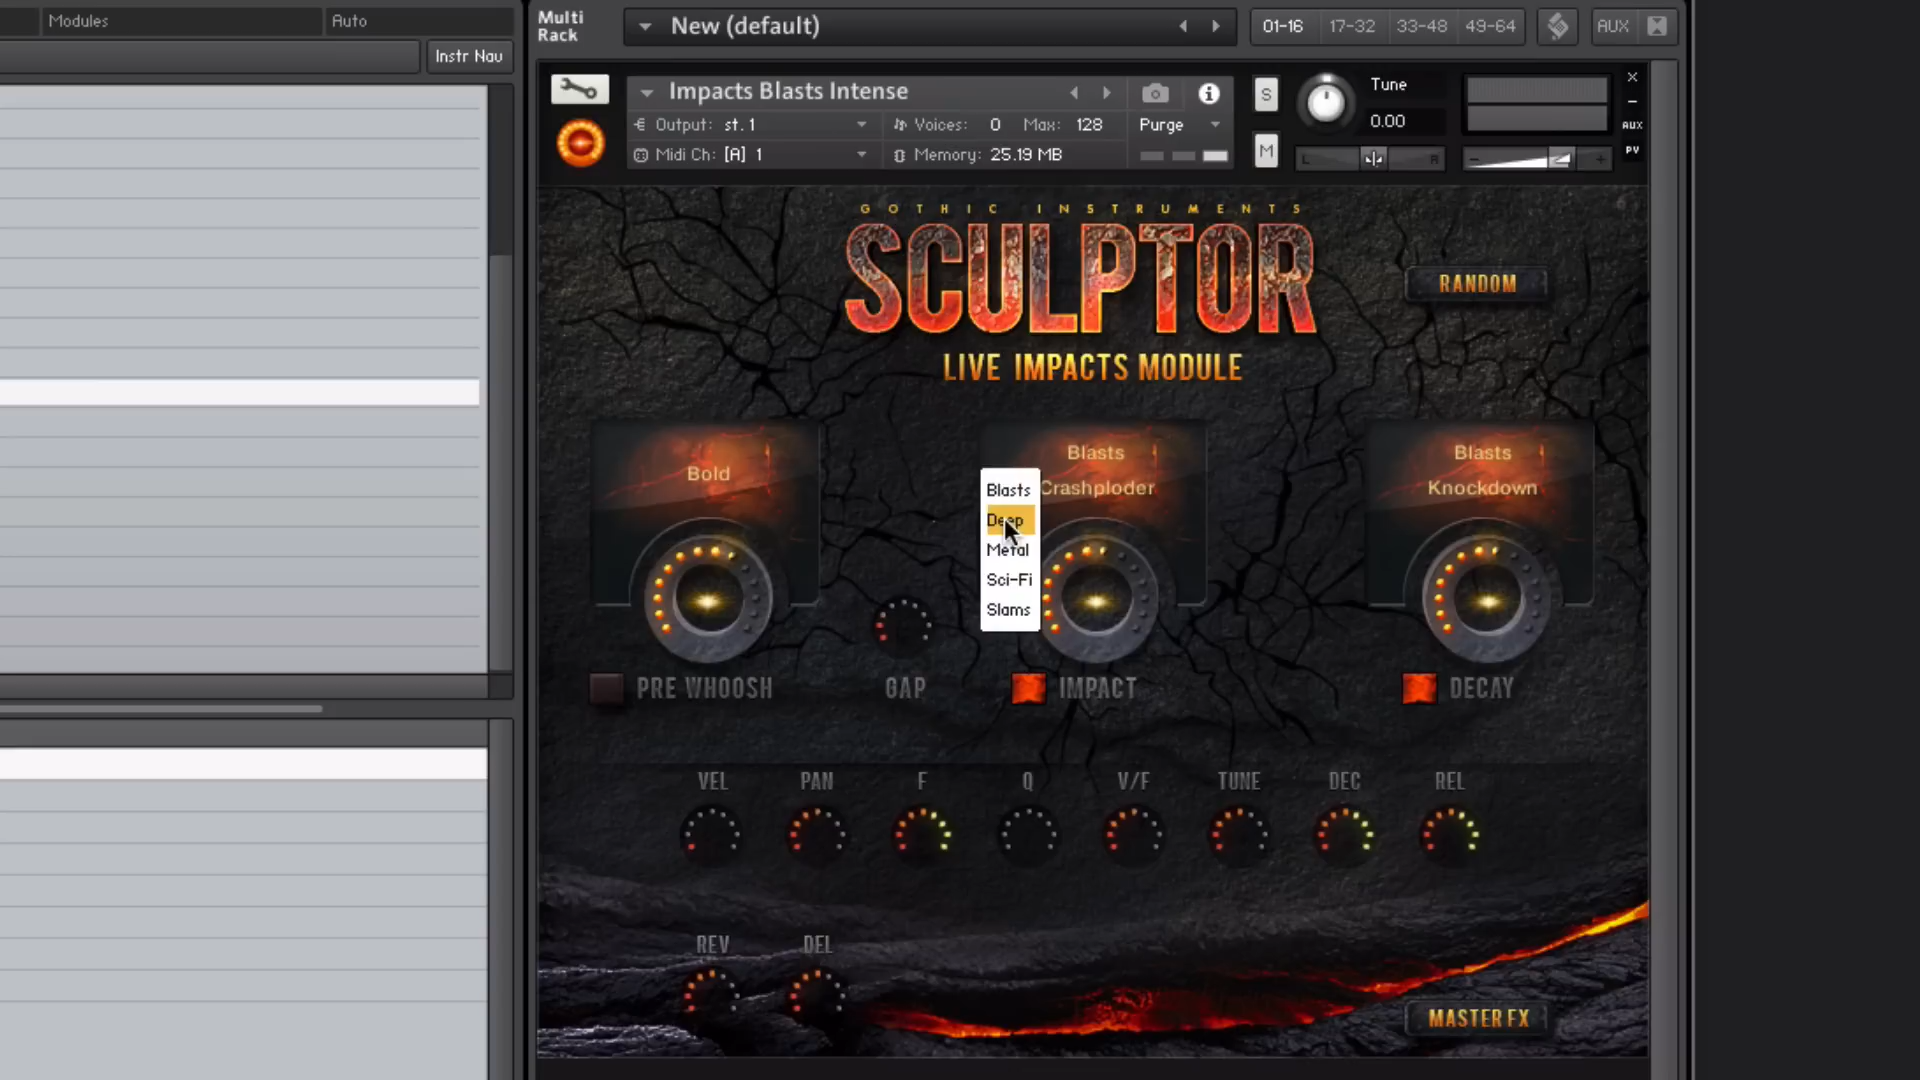 Modules
Auto
Instr Nav
Multi
Rack
New (default)
01-16
17-32
33-48
49-64
AUX
Impacts Blasts Intense
Output: st.1
Voices: 0 Max: 128
Purge
Midi Ch: [A] 1
Memory: 25.19 MB
S
M
Tune
0.00
L
R
-
+
×
-
AUX
PV
GOTHIC INSTRUMENTS
SCULPTOR
LIVE IMPACTS MODULE
RANDOM
Bold
Blasts
Crashploder
Blasts
Knockdown
Blasts
Deep
Metal
Sci-Fi
Slams
PRE WHOOSH
GAP
IMPACT
DECAY
VEL
PAN
F
Q
V/F
TUNE
DEC
REL
REV
DEL
MASTER FX